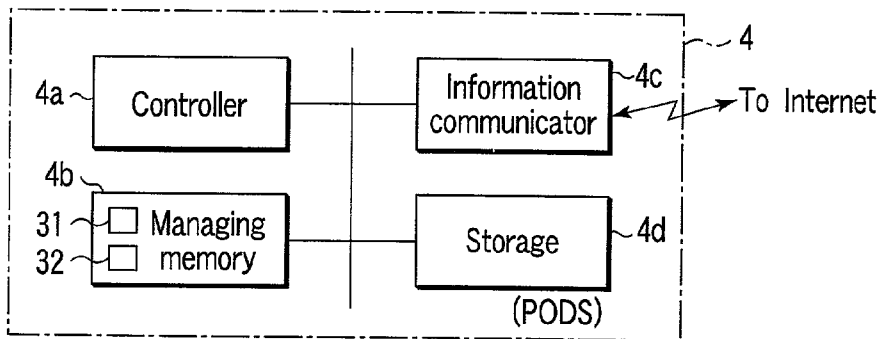 4
4a
Controller
4c
Information
communicator
To Internet
4b
31
32
Managing
memory
Storage
4d
(PODS)